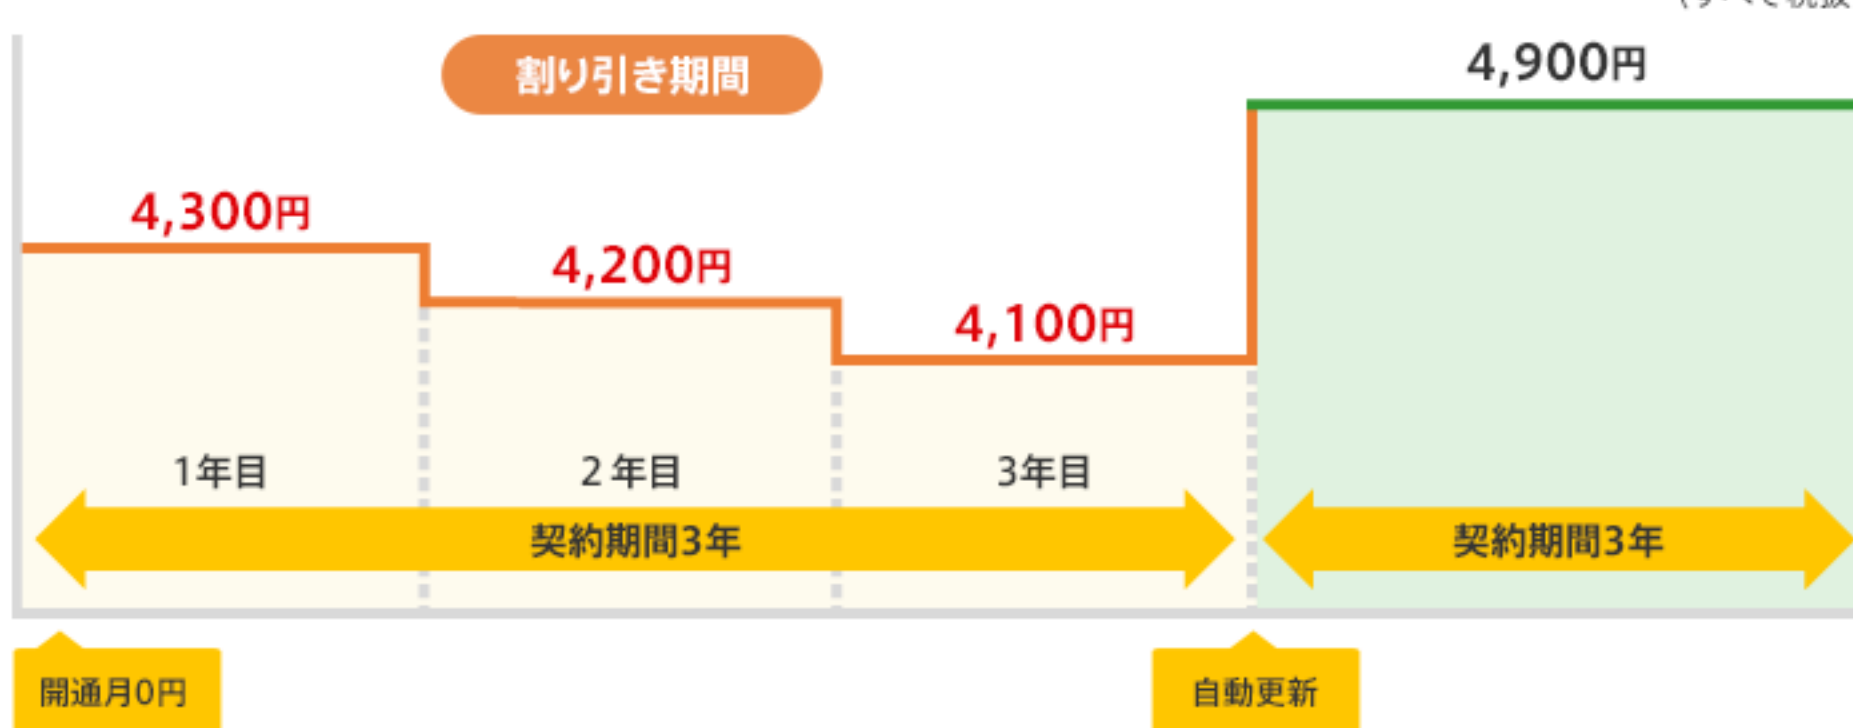 割り引き期間
4,900円
4,300円
4,200円
4,100円
1年目
2年目
3年目
契約期間3年
契約期間3年
開通月0円
自動更新